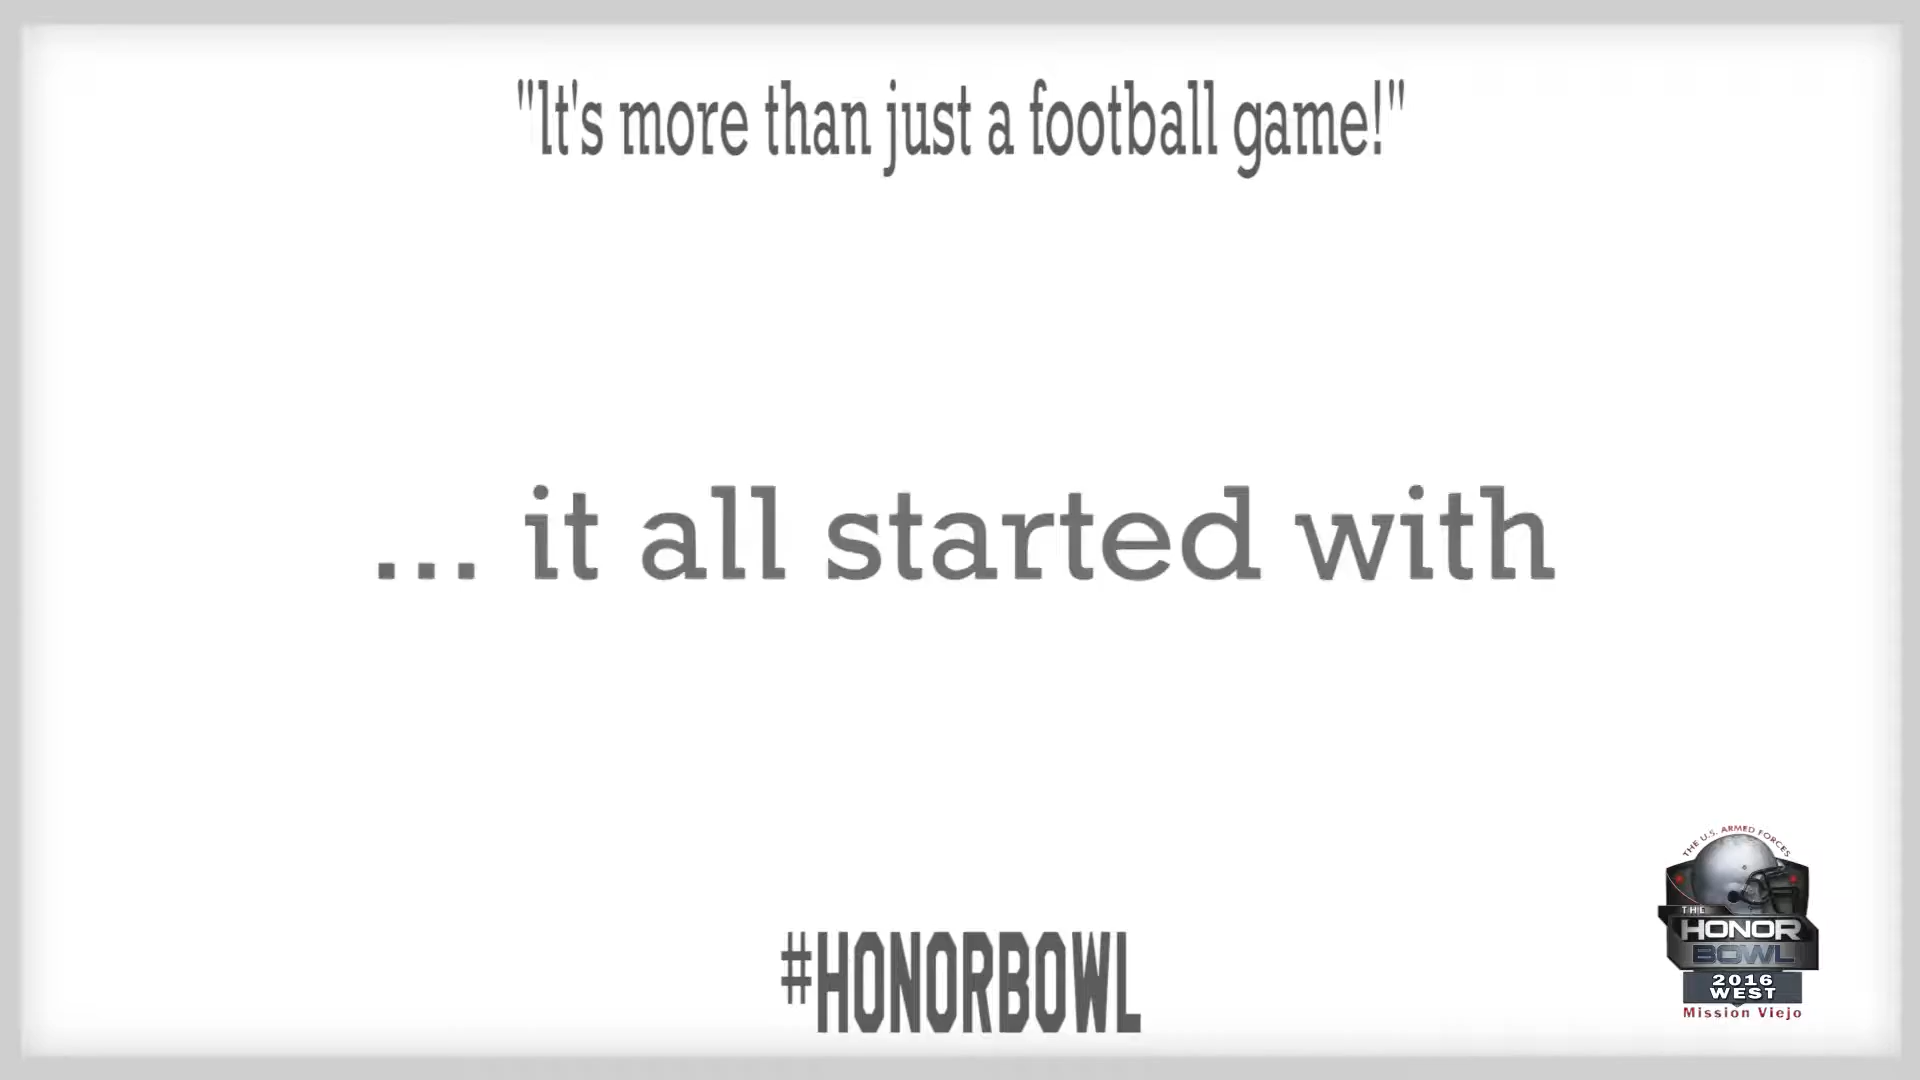 "It's more than just a football game!"
... it all started with
#HONORBOWL
THE U.S. ARMED FORCES
THE
HONOR
BOWL
2016
WEST
Mission Viejo